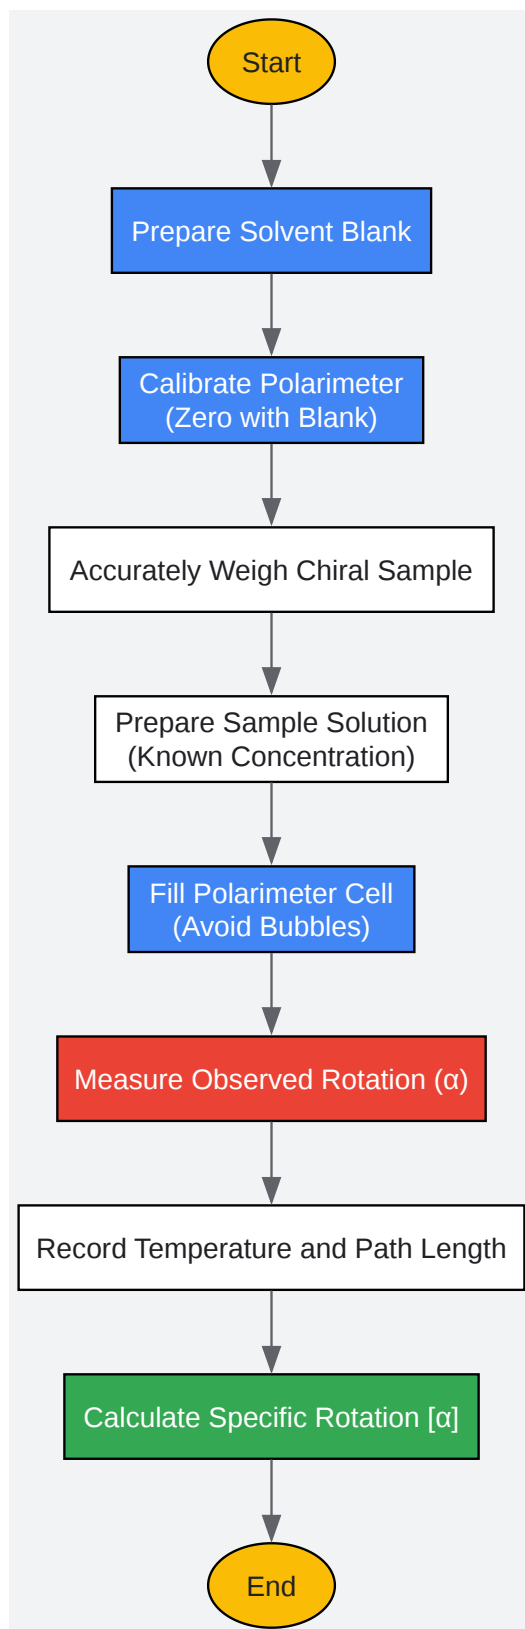 Start
Prepare Solvent Blank
Calibrate Polarimeter
(Zero with Blank)
Accurately Weigh Chiral Sample
Prepare Sample Solution
(Known Concentration)
Fill Polarimeter Cell
(Avoid Bubbles)
Measure Observed Rotation (α)
Record Temperature and Path Length
Calculate Specific Rotation [α]
End